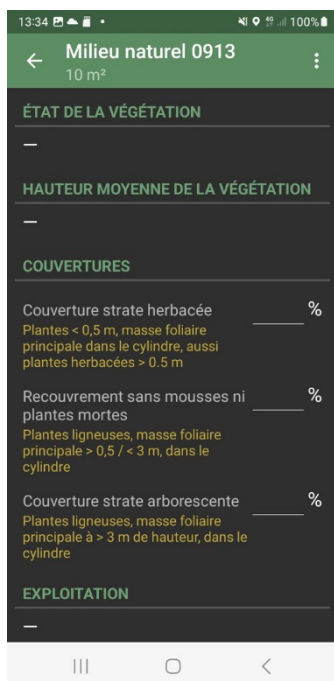 13:34 100%
Milieu naturel 0913
10 m²
ÉTAT DE LA VÉGÉTATION
—
HAUTEUR MOYENNE DE LA VÉGÉTATION
—
COUVERTURES
Couverture strate herbacée %
Plantes < 0,5 m, masse foliaire
principale dans le cylindre, aussi
plantes herbacées > 0.5 m
Recouvrement sans mousses ni %
plantes mortes
Plantes ligneuses, masse foliaire
principale > 0,5 / < 3 m, dans le
cylindre
Couverture strate arborescente %
Plantes ligneuses, masse foliaire
principale à > 3 m de hauteur, dans le
cylindre
EXPLOITATION
—